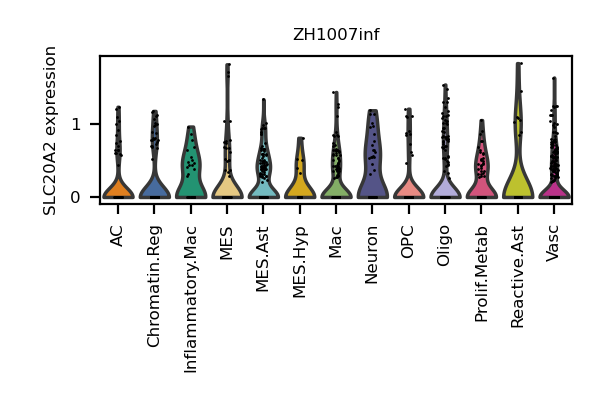 ZH1007inf
SLC20A2 expression
1
0
AC
Chromatin.Reg
Inflammatory.Mac
MES
MES.Ast
MES.Hyp
Mac
Neuron
OPC
Oligo
Prolif.Metab
Reactive.Ast
Vasc